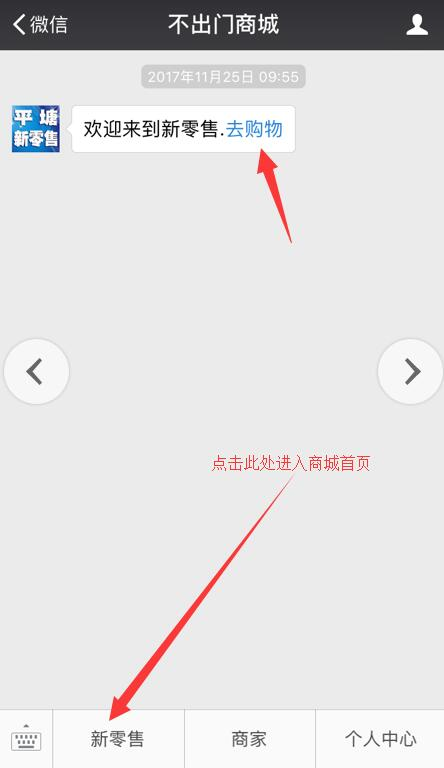 微信
不出门商城
2017年11月25日 09:55
平 塘
新零售
欢迎来到新零售.去购物
点击此处进入商城首页
新零售
商家
个人中心